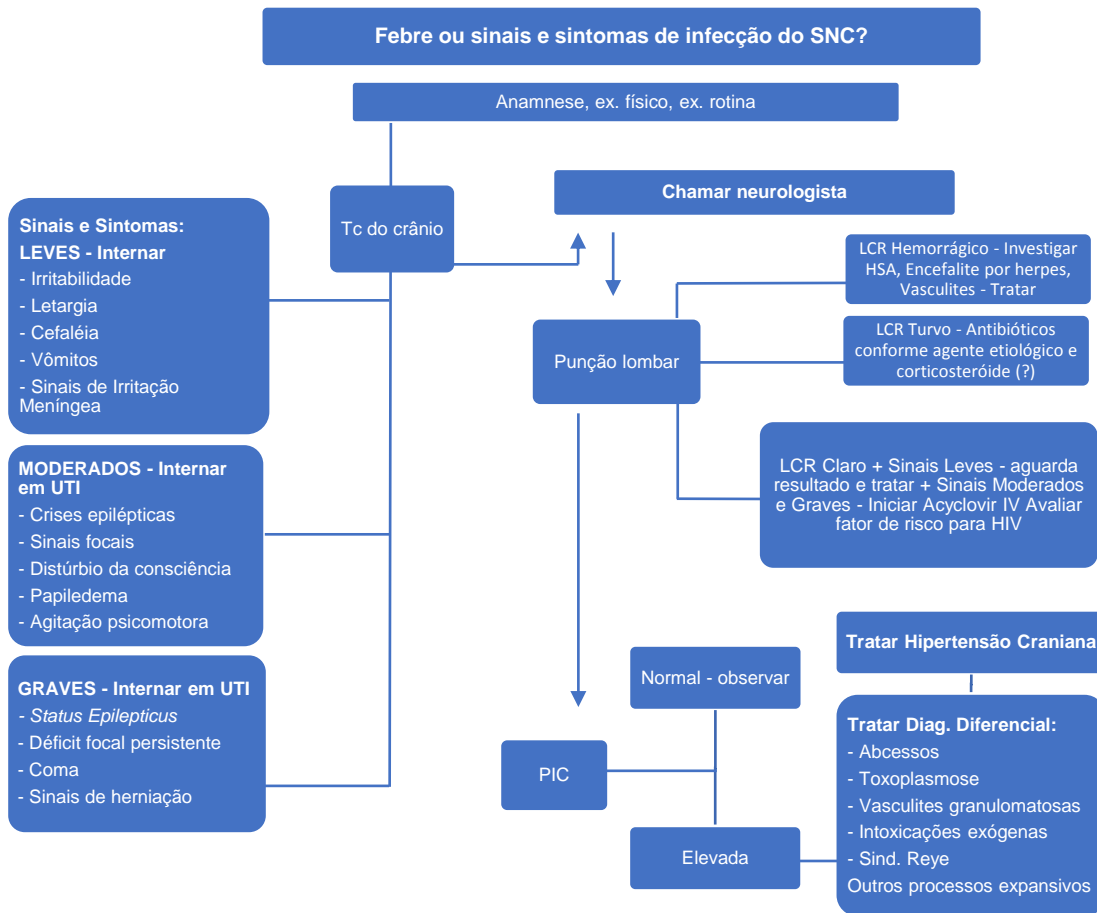 Febre ou sinais e sintomas de infecção do SNC?
Anamnese, ex. físico, ex. rotina
Tc do crânio
Chamar neurologista
Sinais e Sintomas:
LEVES - Internar
- Irritabilidade
- Letargia
- Cefaléia
- Vômitos
- Sinais de Irritação
Meníngea
MODERADOS - Internar
em UTI
- Crises epilépticas
- Sinais focais
- Distúrbio da consciência
- Papiledema
- Agitação psicomotora
GRAVES - Internar em UTI
- Status Epilepticus
- Déficit focal persistente
- Coma
- Sinais de herniação
Punção lombar
LCR Hemorrágico - Investigar
HSA, Encefalite por herpes,
Vasculites - Tratar
LCR Turvo - Antibióticos
conforme agente etiológico e
corticosteróide (?)
LCR Claro + Sinais Leves - aguarda
resultado e tratar + Sinais Moderados
e Graves - Iniciar Acyclovir IV Avaliar
fator de risco para HIV
PIC
Normal - observar
Elevada
Tratar Hipertensão Craniana
Tratar Diag. Diferencial:
- Abcessos
- Toxoplasmose
- Vasculites granulomatosas
- Intoxicações exógenas
- Sind. Reye
Outros processos expansivos